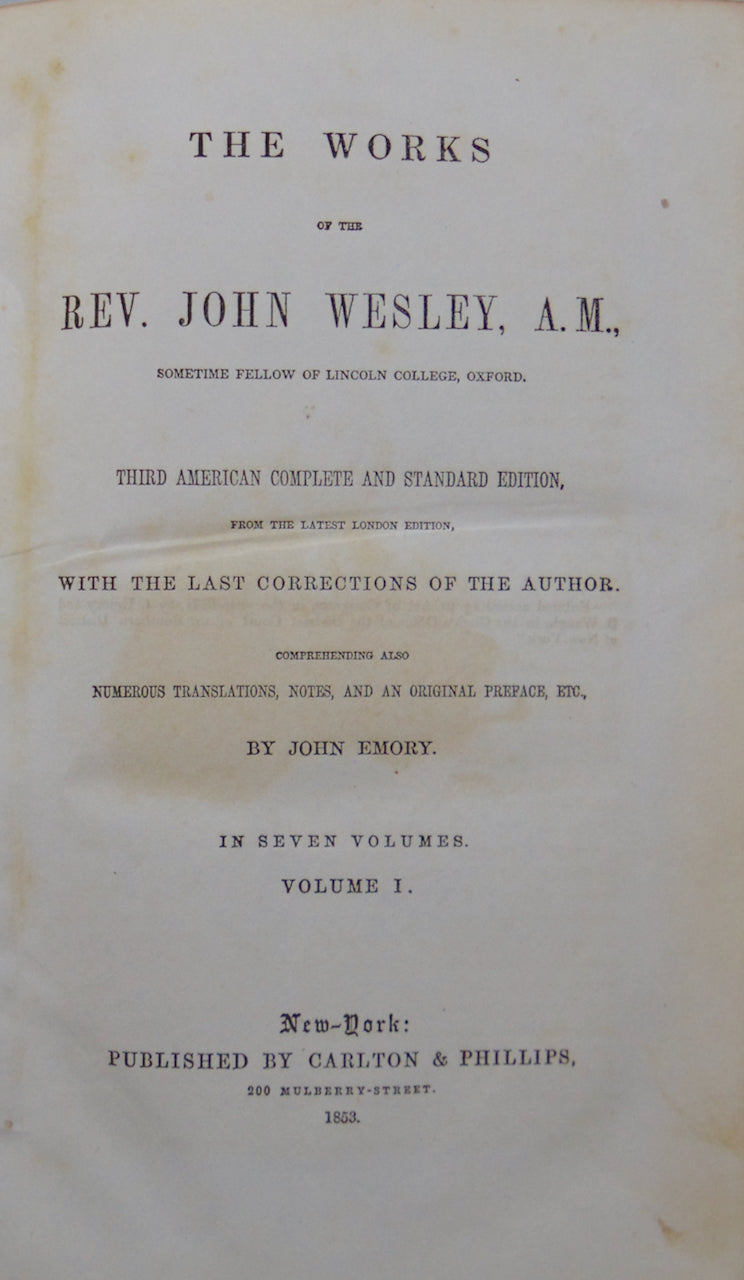 THE WORKS
OF THE
REV. JOHN WESLEY, A.M.,
SOMETIME FELLOW OF LINCOLN COLLEGE, OXFORD.
THIRD AMERICAN COMPLETE AND STANDARD EDITION,
FROM THE LATEST LONDON EDITION,
WITH THE LAST CORRECTIONS OF THE AUTHOR.
COMPREHENDING ALSO
NUMEROUS TRANSLATIONS, NOTES, AND AN ORIGINAL PREFACE, ETC.,
BY JOHN EMORY.
IN SEVEN VOLUMES.
VOLUME I.
New-York:
PUBLISHED BY CARLTON & PHILLIPS,
200 MULBERRY-STREET.
1853.